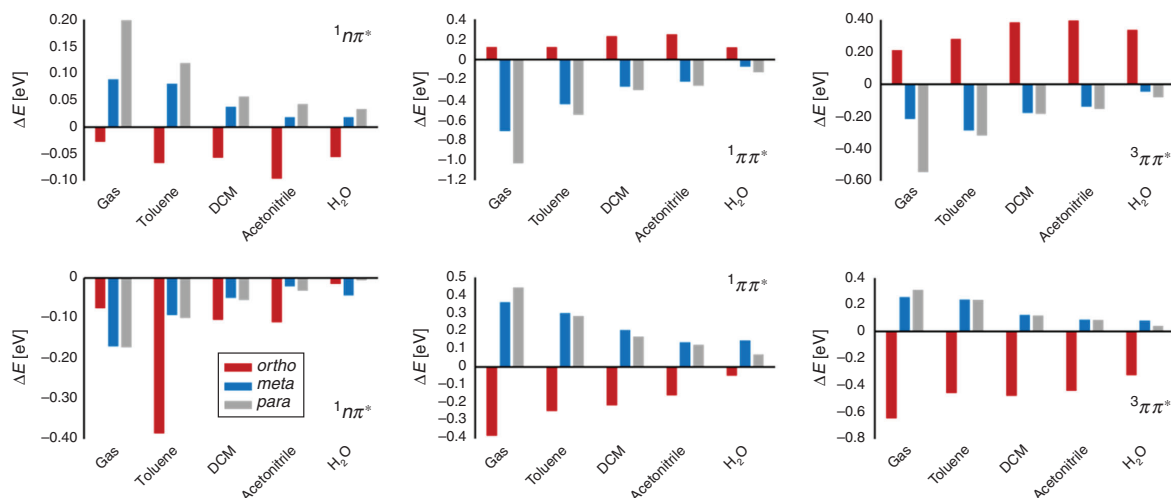 ΔE [eV]
0.20
0.15
0.10
0.05
0
−0.05
−0.10
¹nπ*
Gas
Toluene
DCM
Acetonitrile
H₂O
ΔE [eV]
0.4
0.2
0
−0.2
−0.4
−0.6
−0.8
−1.0
−1.2
¹ππ*
Gas
Toluene
DCM
Acetonitrile
H₂O
ΔE [eV]
0.40
0.20
0
−0.20
−0.40
−0.60
³ππ*
Gas
Toluene
DCM
Acetonitrile
H₂O
ΔE [eV]
0
−0.10
−0.20
−0.30
−0.40
ortho
meta
para
¹nπ*
Gas
Toluene
DCM
Acetonitrile
H₂O
ΔE [eV]
0.5
0.4
0.3
0.2
0.1
0
−0.1
−0.2
−0.3
−0.4
¹ππ*
Gas
Toluene
DCM
Acetonitrile
H₂O
ΔE [eV]
0.4
0.2
0
−0.2
−0.4
−0.6
−0.8
³ππ*
Gas
Toluene
DCM
Acetonitrile
H₂O